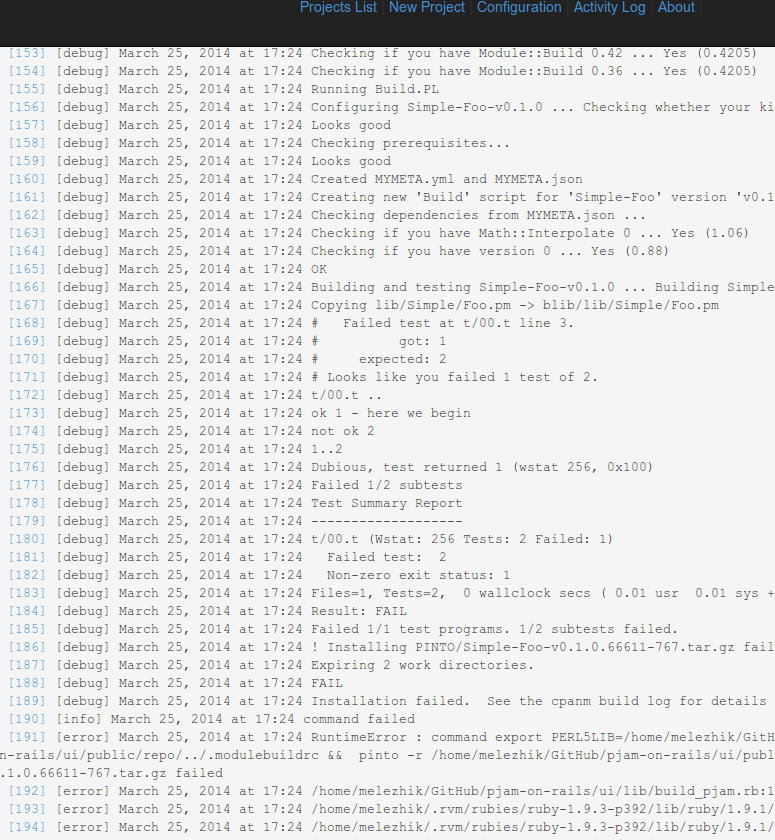 Projects List | New Project | Configuration | Activity Log | About |
[153] [debug] March 25, 2014 at 17:24 Checking if you have Module::Build 0.42 ... Yes (0.4205)
[154] [debug] March 25, 2014 at 17:24 Checking if you have Module::Build 0.36 ... Yes (0.4205)
[155] [debug] March 25, 2014 at 17:24 Running Build.PL
[156] [debug] March 25, 2014 at 17:24 Configuring Simple-Foo-v0.1.0 ... Checking whether your ki
[157] [debug] March 25, 2014 at 17:24 Looks good
[158] [debug] March 25, 2014 at 17:24 Checking prerequisites...
[159] [debug] March 25, 2014 at 17:24 Looks good
[160] [debug] March 25, 2014 at 17:24 Created MYMETA.yml and MYMETA.json
[161] [debug] March 25, 2014 at 17:24 Creating new 'Build' script for 'Simple-Foo' version 'v0.1
[162] [debug] March 25, 2014 at 17:24 Checking dependencies from MYMETA.json ...
[163] [debug] March 25, 2014 at 17:24 Checking if you have Math::Interpolate 0 ... Yes (1.06)
[164] [debug] March 25, 2014 at 17:24 Checking if you have version 0 ... Yes (0.88)
[165] [debug] March 25, 2014 at 17:24 OK
[166] [debug] March 25, 2014 at 17:24 Building and testing Simple-Foo-v0.1.0 ... Building Simple
[167] [debug] March 25, 2014 at 17:24 Copying lib/Simple/Foo.pm -> blib/lib/Simple/Foo.pm
[168] [debug] March 25, 2014 at 17:24 #   Failed test at t/00.t line 3.
[169] [debug] March 25, 2014 at 17:24 #          got: 1
[170] [debug] March 25, 2014 at 17:24 #     expected: 2
[171] [debug] March 25, 2014 at 17:24 # Looks like you failed 1 test of 2.
[172] [debug] March 25, 2014 at 17:24 t/00.t ..
[173] [debug] March 25, 2014 at 17:24 ok 1 - here we begin
[174] [debug] March 25, 2014 at 17:24 not ok 2
[175] [debug] March 25, 2014 at 17:24 1..2
[176] [debug] March 25, 2014 at 17:24 Dubious, test returned 1 (wstat 256, 0x100)
[177] [debug] March 25, 2014 at 17:24 Failed 1/2 subtests
[178] [debug] March 25, 2014 at 17:24 Test Summary Report
[179] [debug] March 25, 2014 at 17:24 -------------------
[180] [debug] March 25, 2014 at 17:24 t/00.t (Wstat: 256 Tests: 2 Failed: 1)
[181] [debug] March 25, 2014 at 17:24   Failed test:  2
[182] [debug] March 25, 2014 at 17:24   Non-zero exit status: 1
[183] [debug] March 25, 2014 at 17:24 Files=1, Tests=2,  0 wallclock secs ( 0.01 usr  0.01 sys +
[184] [debug] March 25, 2014 at 17:24 Result: FAIL
[185] [debug] March 25, 2014 at 17:24 Failed 1/1 test programs. 1/2 subtests failed.
[186] [debug] March 25, 2014 at 17:24 ! Installing PINTO/Simple-Foo-v0.1.0.66611-767.tar.gz fail
[187] [debug] March 25, 2014 at 17:24 Expiring 2 work directories.
[188] [debug] March 25, 2014 at 17:24 FAIL
[189] [debug] March 25, 2014 at 17:24 Installation failed.  See the cpanm build log for details
[190] [info] March 25, 2014 at 17:24 command failed
[191] [error] March 25, 2014 at 17:24 RuntimeError : command export PERL5LIB=/home/melezhik/GitH
n-rails/ui/public/repo/../.modulebuildrc &&  pinto -r /home/melezhik/GitHub/pjam-on-rails/ui/publ
.1.0.66611-767.tar.gz failed
[192] [error] March 25, 2014 at 17:24 /home/melezhik/GitHub/pjam-on-rails/ui/lib/build_pjam.rb:1
[193] [error] March 25, 2014 at 17:24 /home/melezhik/.rvm/rubies/ruby-1.9.3-p392/lib/ruby/1.9.1/
[194] [error] March 25, 2014 at 17:24 /home/melezhik/.rvm/rubies/ruby-1.9.3-p392/lib/ruby/1.9.1/